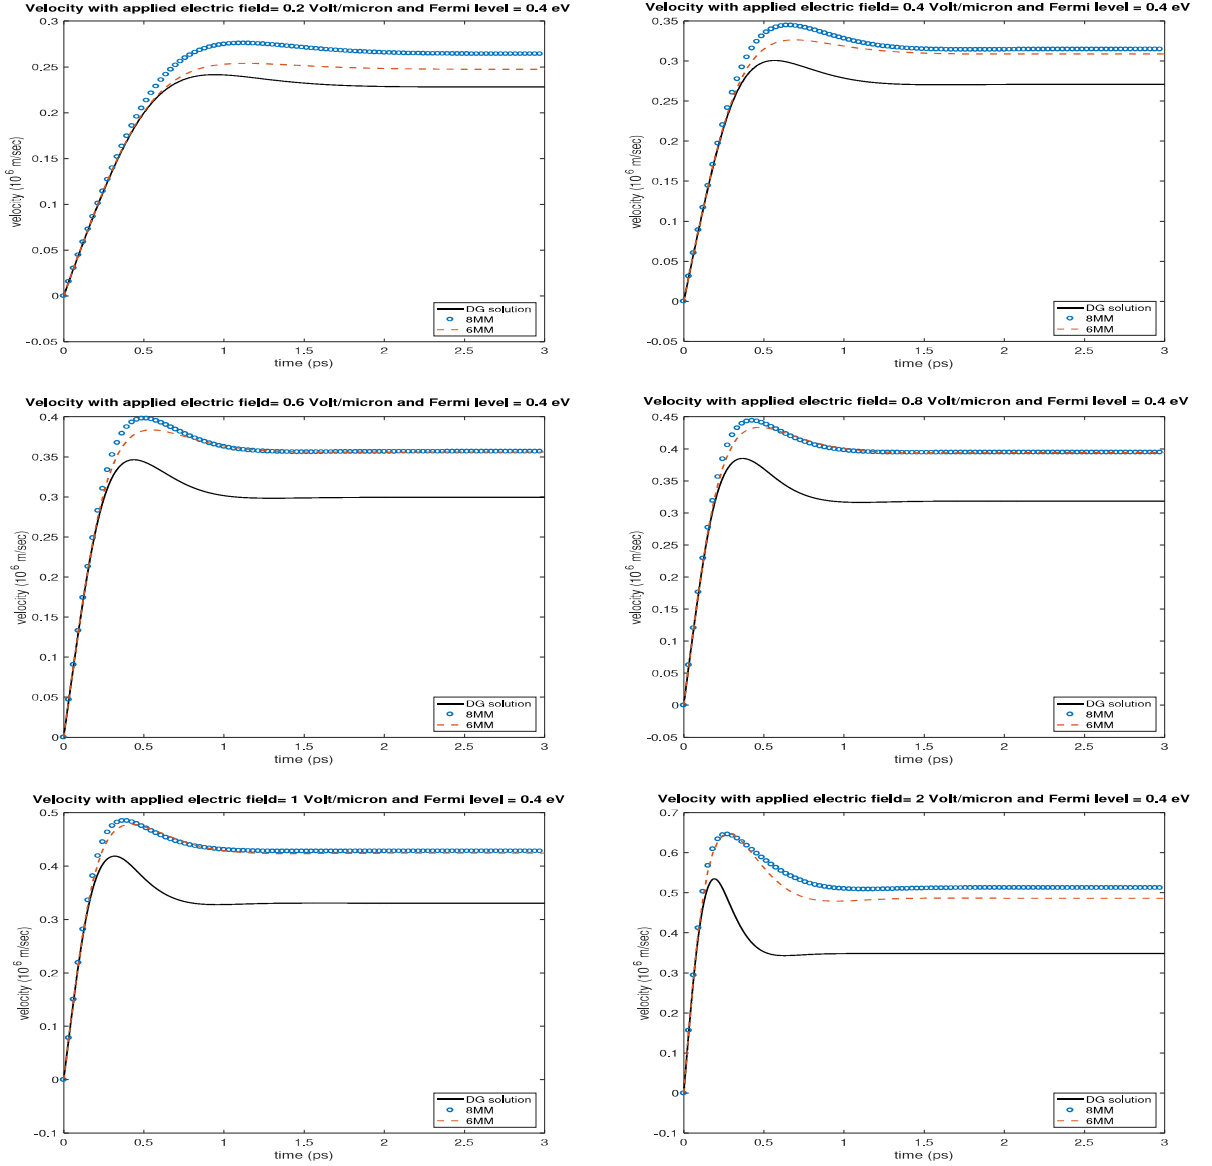 Velocity with applied electric field= 0.2 Volt/micron and Fermi level = 0.4 eV
0.3
0.25
0.2
0.15
0.1
0.05
0
-0.05
velocity (10^6 m/sec)
DG solution
8MM
6MM
0 0.5 1 1.5 2 2.5 3
time (ps)
Velocity with applied electric field= 0.4 Volt/micron and Fermi level = 0.4 eV
0.35
0.3
0.25
0.2
0.15
0.1
0.05
0
-0.05
velocity (10^6 m/sec)
DG solution
8MM
6MM
0 0.5 1 1.5 2 2.5 3
time (ps)
Velocity with applied electric field= 0.6 Volt/micron and Fermi level = 0.4 eV
0.4
0.35
0.3
0.25
0.2
0.15
0.1
0.05
0
velocity (10^6 m/sec)
DG solution
8MM
6MM
0 0.5 1 1.5 2 2.5 3
time (ps)
Velocity with applied electric field= 0.8 Volt/micron and Fermi level = 0.4 eV
0.45
0.4
0.35
0.3
0.25
0.2
0.15
0.1
0.05
0
-0.05
velocity (10^6 m/sec)
DG solution
8MM
6MM
0 0.5 1 1.5 2 2.5 3
time (ps)
Velocity with applied electric field= 1 Volt/micron and Fermi level = 0.4 eV
0.5
0.4
0.3
0.2
0.1
0
-0.1
velocity (10^6 m/sec)
DG solution
8MM
6MM
0 0.5 1 1.5 2 2.5 3
time (ps)
Velocity with applied electric field= 2 Volt/micron and Fermi level = 0.4 eV
0.7
0.6
0.5
0.4
0.3
0.2
0.1
0
-0.1
velocity (10^6 m/sec)
DG solution
8MM
6MM
0 0.5 1 1.5 2 2.5 3
time (ps)